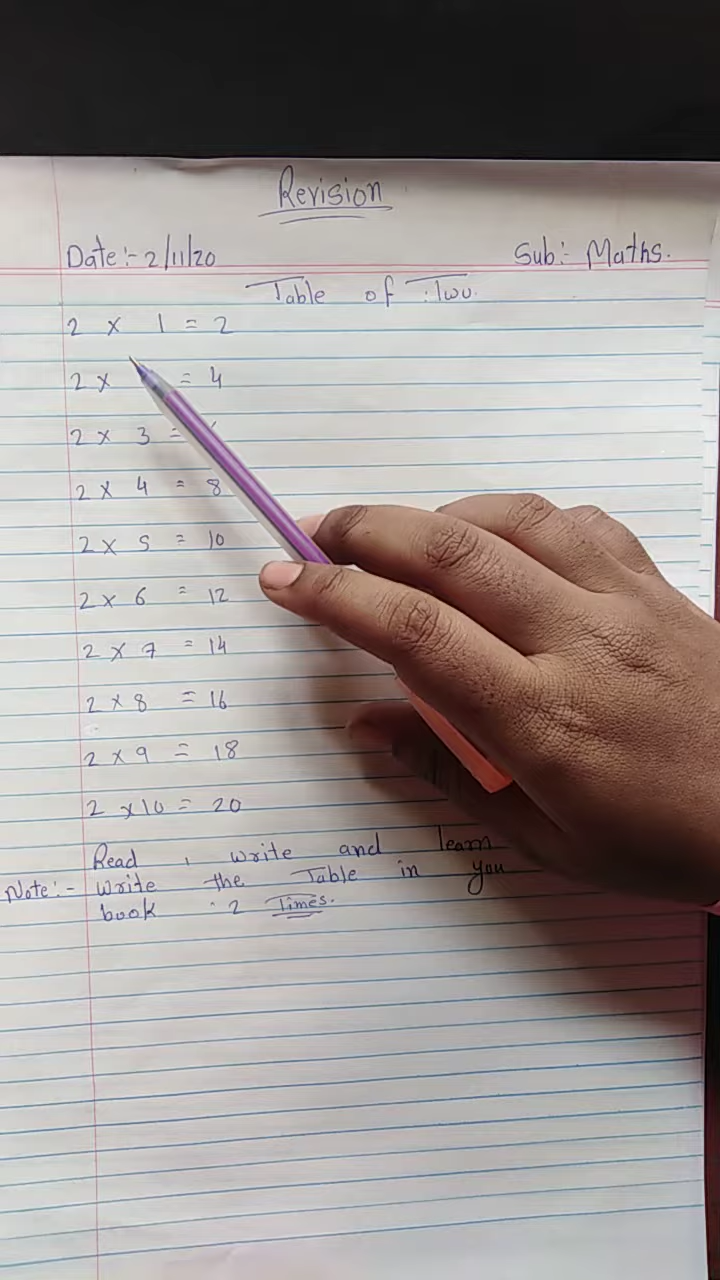 Revision
Date:- 2/11/20 Sub:- Maths.
Table of Two.
2 x 1 = 2
2 x = 4
2 x 3 =
2 x 4 = 8
2 x 5 = 10
2 x 6 = 12
2 x 7 = 14
2 x 8 = 16
2 x 9 = 18
2 x 10 = 20
Read , write and learn
Note:- write the Table in you
book 2 Times.